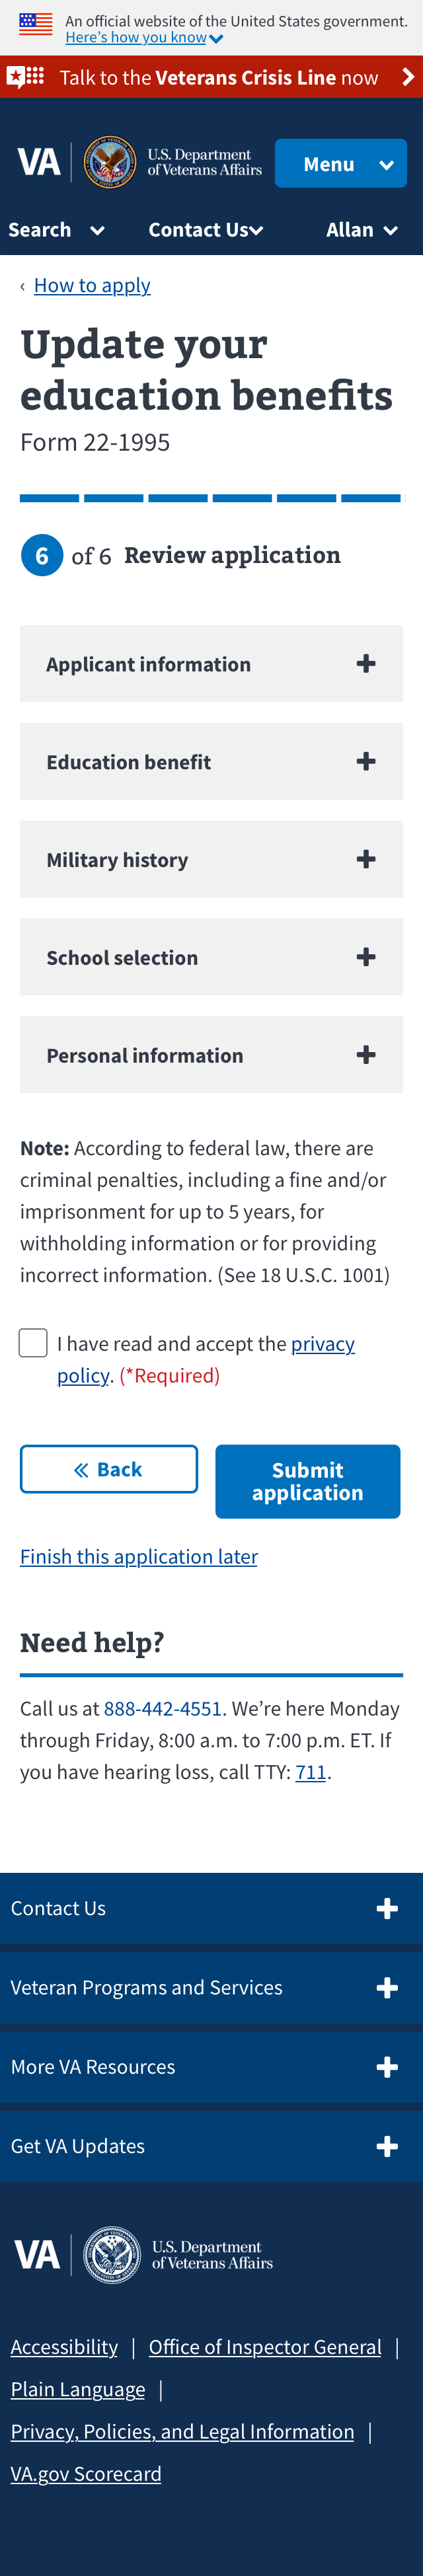 An official website of the United States government.
Here’s how you know
Talk to the Veterans Crisis Line now
VA
U.S. Department
of Veterans Affairs
Menu
Search
Contact Us
Allan
‹ How to apply
Update your
education benefits
Form 22-1995
6 of 6 Review application
Applicant information
Education benefit
Military history
School selection
Personal information
Note: According to federal law, there are
criminal penalties, including a fine and/or
imprisonment for up to 5 years, for
withholding information or for providing
incorrect information. (See 18 U.S.C. 1001)
I have read and accept the privacy
policy. (*Required)
« Back
Submit
application
Finish this application later
Need help?
Call us at 888-442-4551. We’re here Monday
through Friday, 8:00 a.m. to 7:00 p.m. ET. If
you have hearing loss, call TTY: 711.
Contact Us
Veteran Programs and Services
More VA Resources
Get VA Updates
VA
U.S. Department
of Veterans Affairs
Accessibility | Office of Inspector General |
Plain Language |
Privacy, Policies, and Legal Information |
VA.gov Scorecard